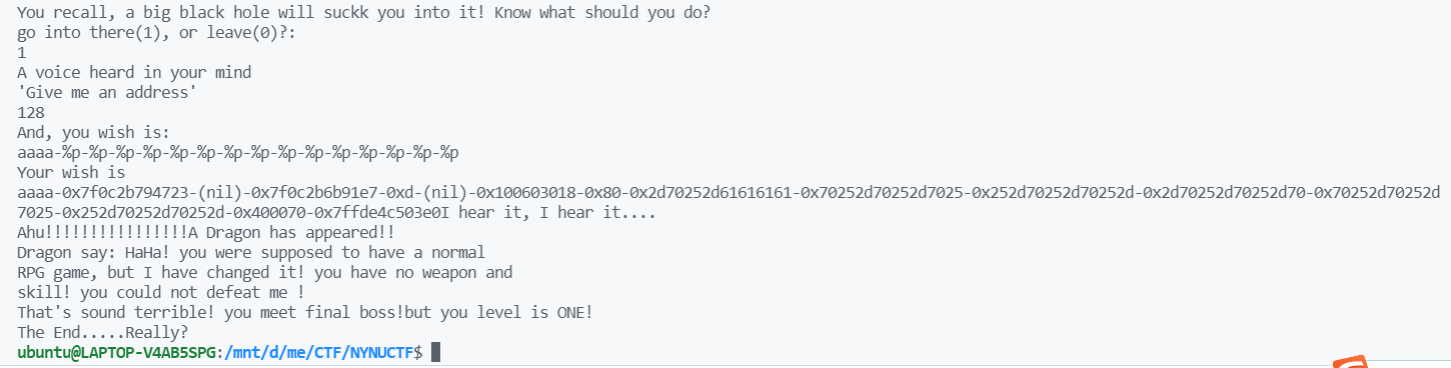 You recall, a big black hole will suckk you into it! Know what should you do?
go into there(1), or leave(0)?:
1
A voice heard in your mind
'Give me an address'
128
And, you wish is:
aaaa-%p-%p-%p-%p-%p-%p-%p-%p-%p-%p-%p-%p-%p-%p-%p
Your wish is
aaaa-0x7f0c2b794723-(nil)-0x7f0c2b6b91e7-0xd-(nil)-0x100603018-0x80-0x2d70252d61616161-0x70252d70252d7025-0x252d70252d70252d-0x2d70252d70252d70-0x70252d70252d
7025-0x252d70252d70252d-0x400070-0x7ffde4c503e0I hear it, I hear it....
Ahu!!!!!!!!!!!!!!!!A Dragon has appeared!!
Dragon say: HaHa! you were supposed to have a normal
RPG game, but I have changed it! you have no weapon and
skill! you could not defeat me !
That's sound terrible! you meet final boss!but you level is ONE!
The End.....Really?
ubuntu@LAPTOP-V4AB5SPG:/mnt/d/me/CTF/NYNUCTF$